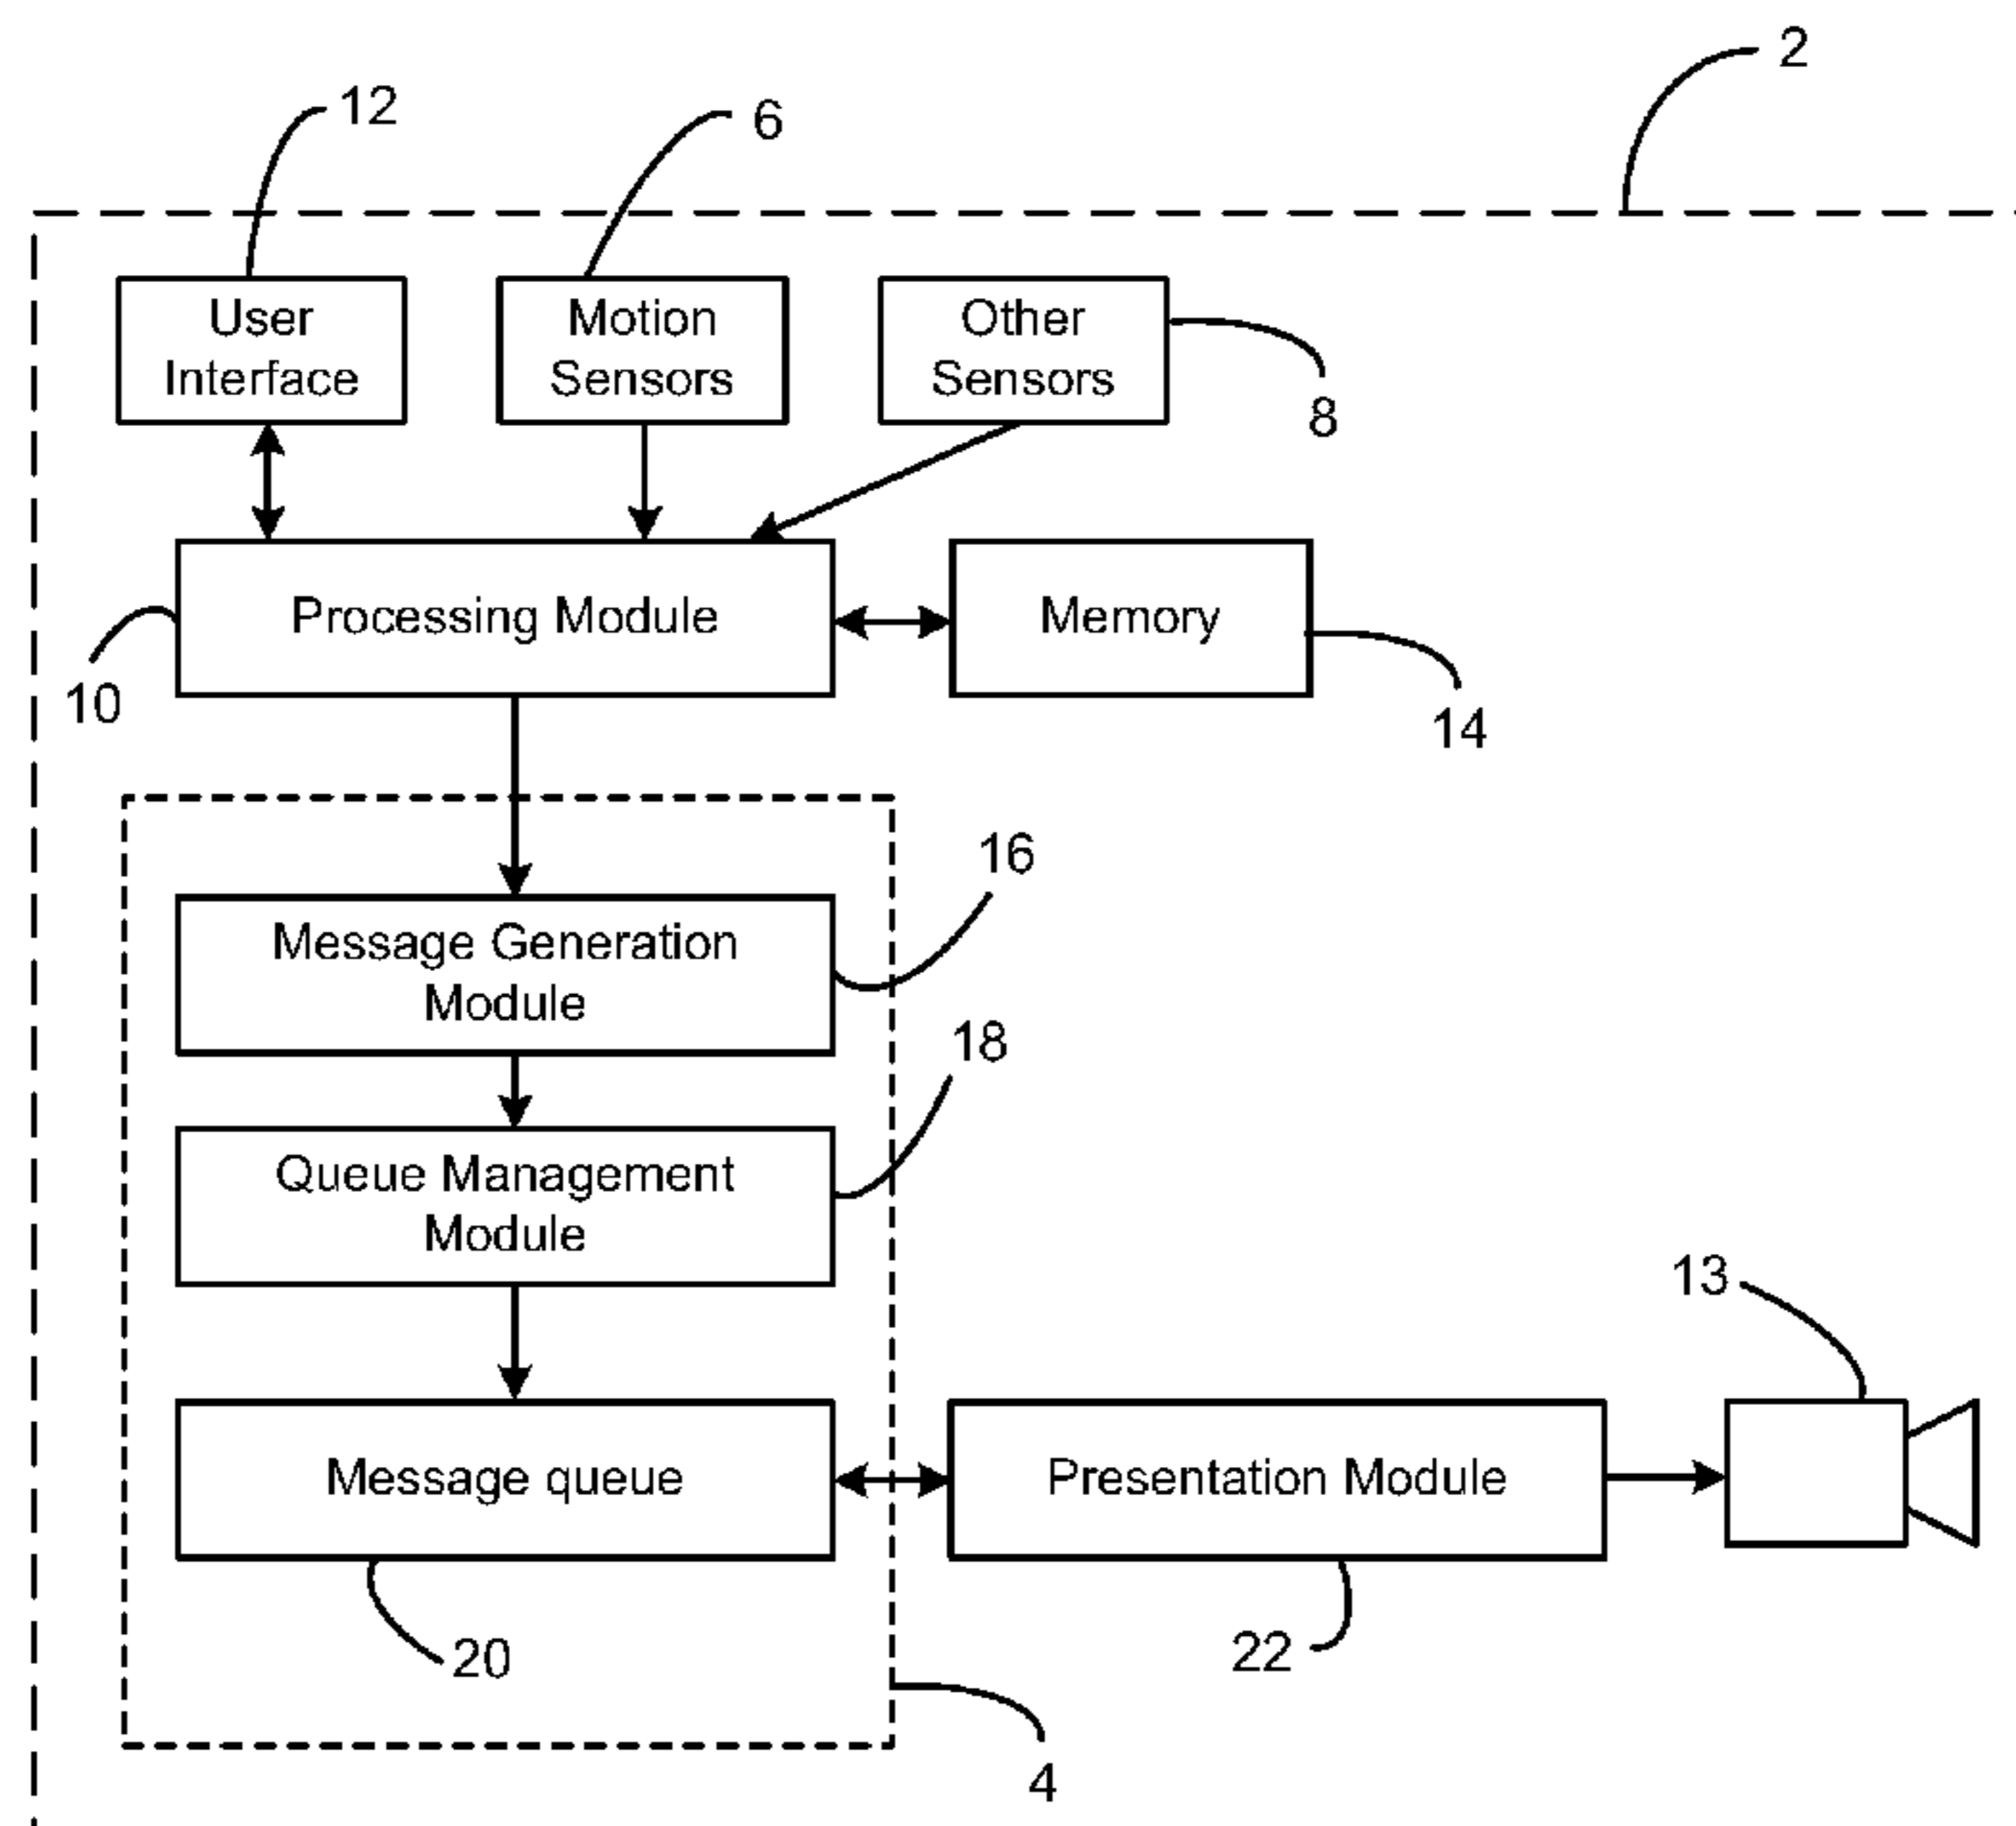 2
12
6
User
Interface
Motion
Sensors
Other
Sensors
8
Processing Module
Memory
10
14
16
Message Generation
Module
18
Queue Management
Module
13
Message queue
Presentation Module
20
22
4